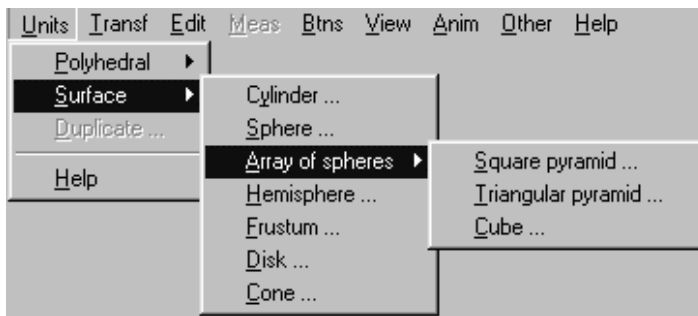 Units Transf Edit Meas Btns View Anim Other Help
Polyhedral
Surface
Duplicate ...
Help
Cylinder ...
Sphere ...
Array of spheres
Hemisphere ...
Frustum ...
Disk ...
Cone ...
Square pyramid ...
Triangular pyramid ...
Cube ...